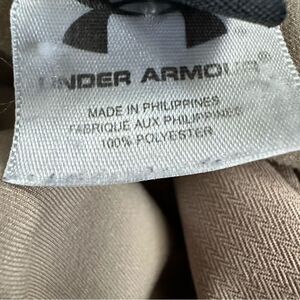 UNDER ARMOUR®
MADE IN PHILIPPINES
FABRIQUE AUX PHILIPPINES
100% POLYESTER